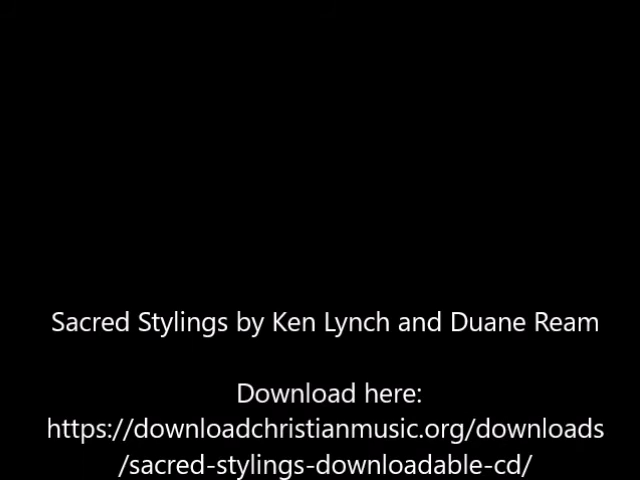 Sacred Stylings by Ken Lynch and Duane Ream
Download here:
https://downloadchristianmusic.org/downloads
/sacred-stylings-downloadable-cd/